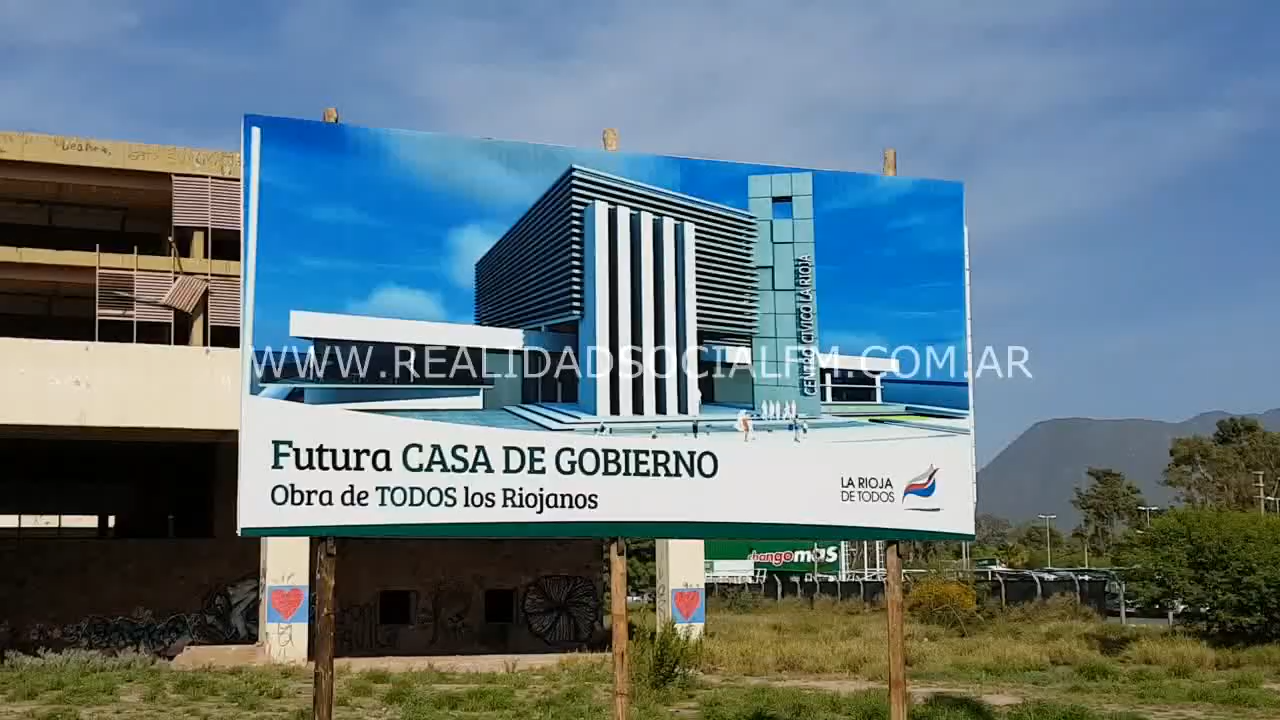 CENTRO CIVICO LA RIOJA
WWW.REALIDADSOCIALFM.COM.AR
Futura CASA DE GOBIERNO
Obra de TODOS los Riojanos
LA RIOJA
DE TODOS
changomas